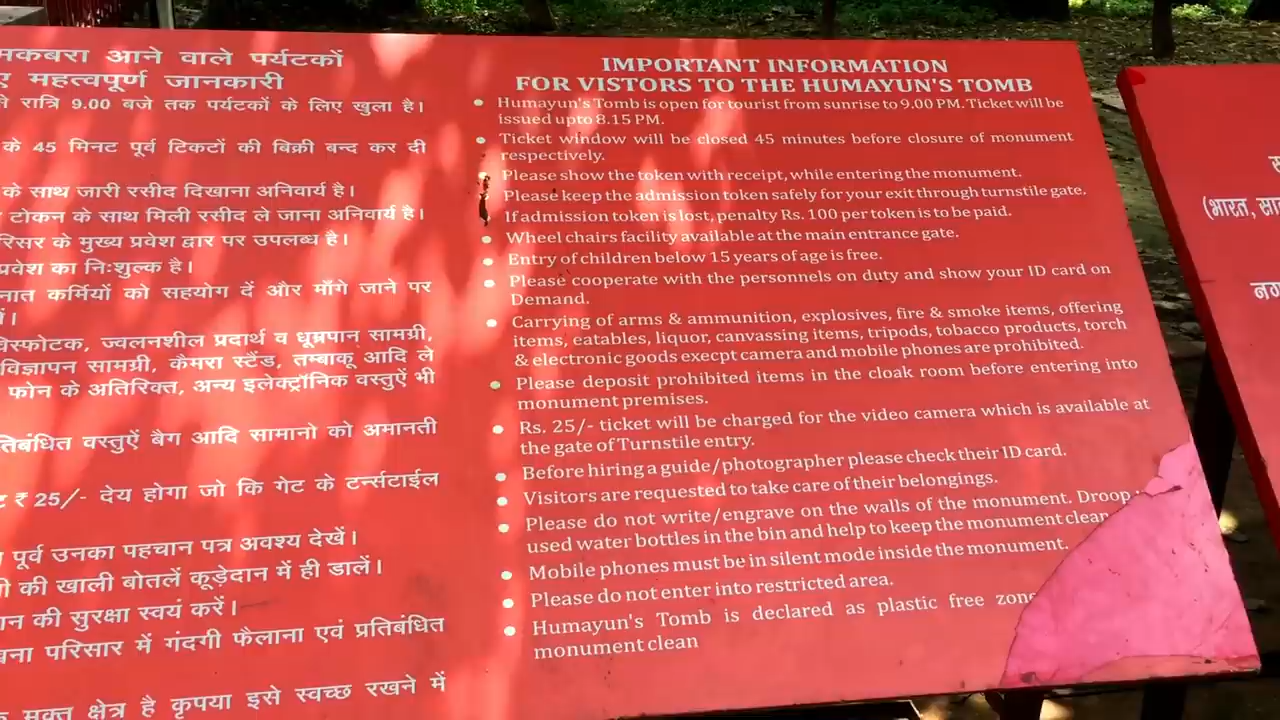 मकबरा आने वाले पर्यटकों
महत्वपूर्ण जानकारी
रात्रि 9.00 बजे तक पर्यटकों के लिए खुला है।
के 45 मिनट पूर्व टिकटों की बिक्री बन्द कर दी
के साथ जारी रसीद दिखाना अनिवार्य है।
टोकन के साथ मिली रसीद ले जाना अनिवार्य है।
के मुख्य प्रवेश द्वार पर उपलब्ध है।
प्रवेश का निःशुल्क है।
कर्मियों को सहयोग दें और माँगे जाने पर
विस्फोटक, ज्वलनशील प्रदार्थ व धूम्रपान सामग्री,
विज्ञापन सामग्री, कैमरा स्टैंड, तम्बाकू आदि ले
फोन के अतिरिक्त, अन्य इलेक्ट्रॉनिक वस्तुऐं भी
वस्तुऐं बैग आदि सामानो को अमानती
₹ 25/- देय होगा जो कि गेट के टर्न्सटाईल
पूर्व उनका पहचान पत्र अवश्य देखें।
की खाली बोतलें कूड़ेदान में ही डालें।
की सुरक्षा स्वयं करें।
परिसार में गंदगी फैलाना एवं प्रतिबंधित
मुक्त क्षेत्र है कृपया इसे स्वच्छ रखने में
IMPORTANT INFORMATION
FOR VISTORS TO THE HUMAYUN'S TOMB
Humayun's Tomb is open for tourist from sunrise to 9.00 PM. Ticket will be
issued upto 8.15 PM.
Ticket window will be closed 45 minutes before closure of monument
respectively.
Please show the token with receipt, while entering the monument.
Please keep the admission token safely for your exit through turnstile gate.
If admission token is lost, penalty Rs. 100 per token is to be paid.
Wheel chairs facility available at the main entrance gate.
Entry of children below 15 years of age is free.
Please cooperate with the personnels on duty and show your ID card on
Demand.
Carrying of arms & ammunition, explosives, fire & smoke items, offering
items, eatables, liquor, canvassing items, tripods, tobacco products, torch
& electronic goods execpt camera and mobile phones are prohibited.
Please deposit prohibited items in the cloak room before entering into
monument premises.
Rs. 25/- ticket will be charged for the video camera which is available at
the gate of Turnstile entry.
Before hiring a guide/photographer please check their ID card.
Visitors are requested to take care of their belongings.
Please do not write/engrave on the walls of the monument. Droop
used water bottles in the bin and help to keep the monument clean
Mobile phones must be in silent mode inside the monument.
Please do not enter into restricted area.
Humayun's Tomb is declared as plastic free zone
monument clean
(भारत,